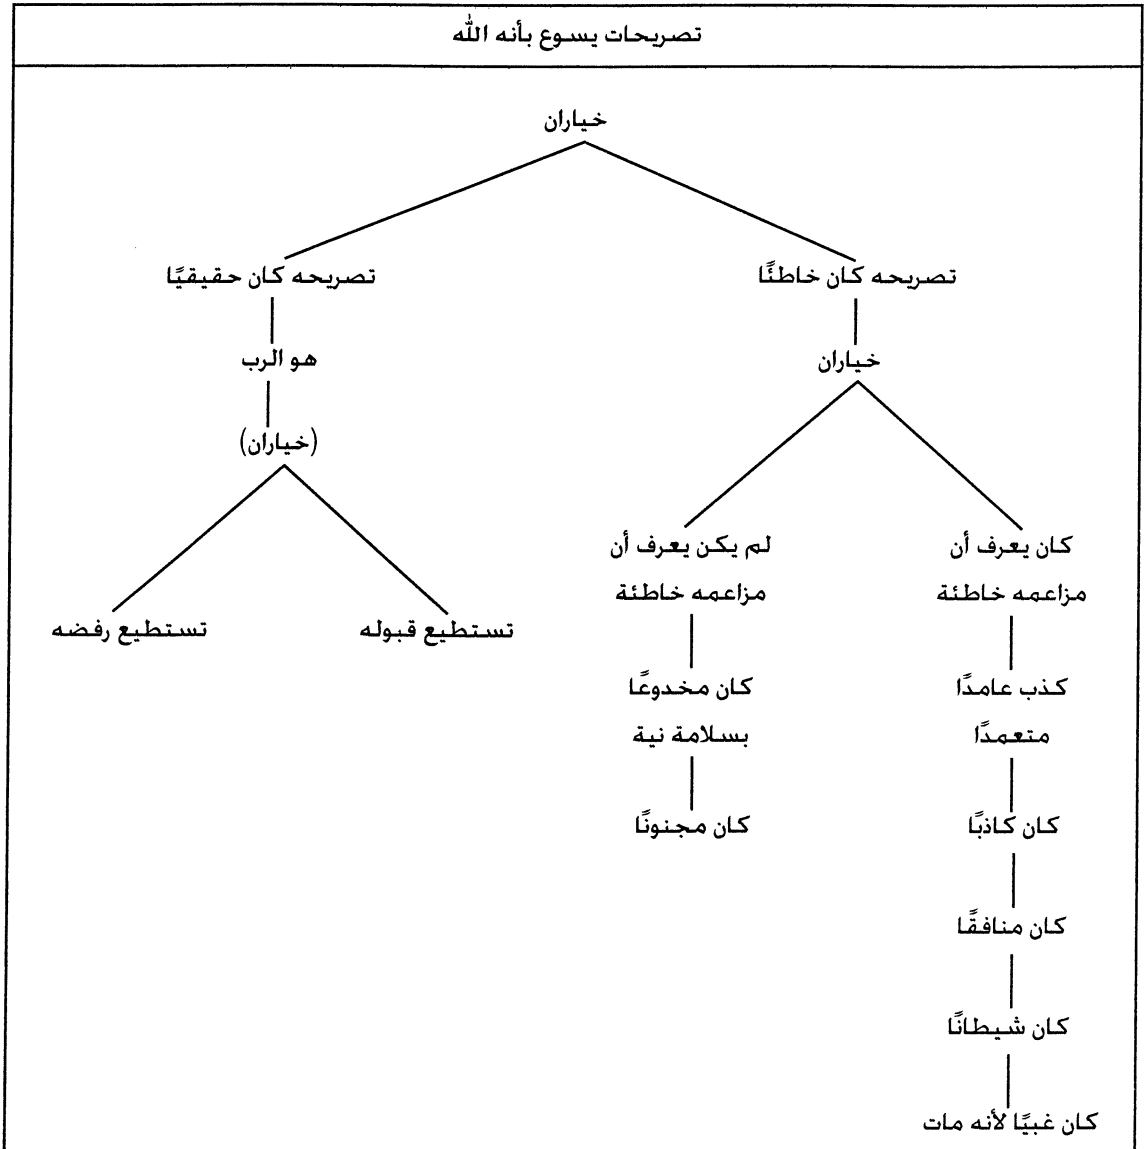 تصريحات يسوع بأنه الله
خياران
تصريحه كان خاطئًا
تصريحه كان حقيقيًا
خياران
هو الرب
(خياران)
كان يعرف أن
مزاعمه خاطئة
لم يكن يعرف أن
مزاعمه خاطئة
تستطيع قبوله
تستطيع رفضه
كذب عامدًا
متعمدًا
كان مخدوعًا
بسلامة نية
كان كاذبًا
كان مجنونًا
كان منافقًا
كان شيطانًا
كان غبيًا لأنه مات